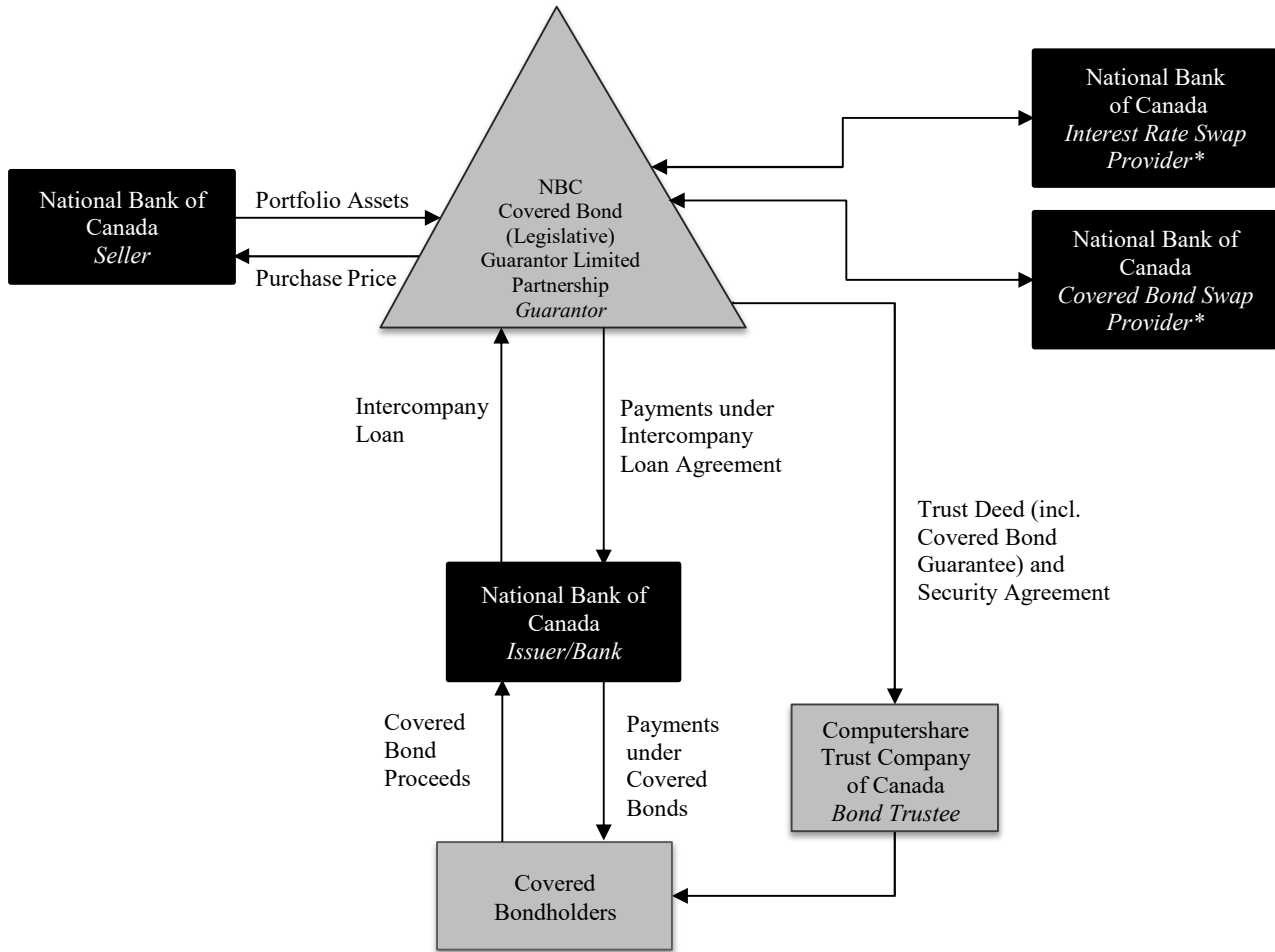 National Bank
of Canada
Interest Rate Swap
Provider*
National Bank of
Canada
Seller
Portfolio Assets
Purchase Price
NBC
Covered Bond
(Legislative)
Guarantor Limited
Partnership
Guarantor
National Bank of
Canada
Covered Bond Swap
Provider*
Intercompany
Loan
Payments under
Intercompany
Loan Agreement
Trust Deed (incl.
Covered Bond
Guarantee) and
Security Agreement
National Bank of
Canada
Issuer/Bank
Covered
Bond
Proceeds
Payments
under
Covered
Bonds
Computershare
Trust Company
of Canada
Bond Trustee
Covered
Bondholders